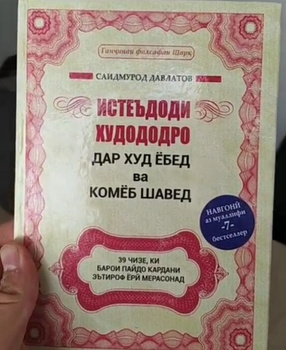 Ганҷинаи фалсафаи Шарқ
САИДМУРОД ДАВЛАТОВ
ИСТЕЪДОДИ
ХУДОДОДРО
ДАР ХУД ЁБЕД
ва
КОМЁБ ШАВЕД
НАВГОНӢ
аз муаллифи
-7-
бестселлер
39 ЧИЗЕ, КИ
БАРОИ ПАЙДО КАРДАНИ
ЭЪТИРОФ ЁРӢ МЕРАСОНАД